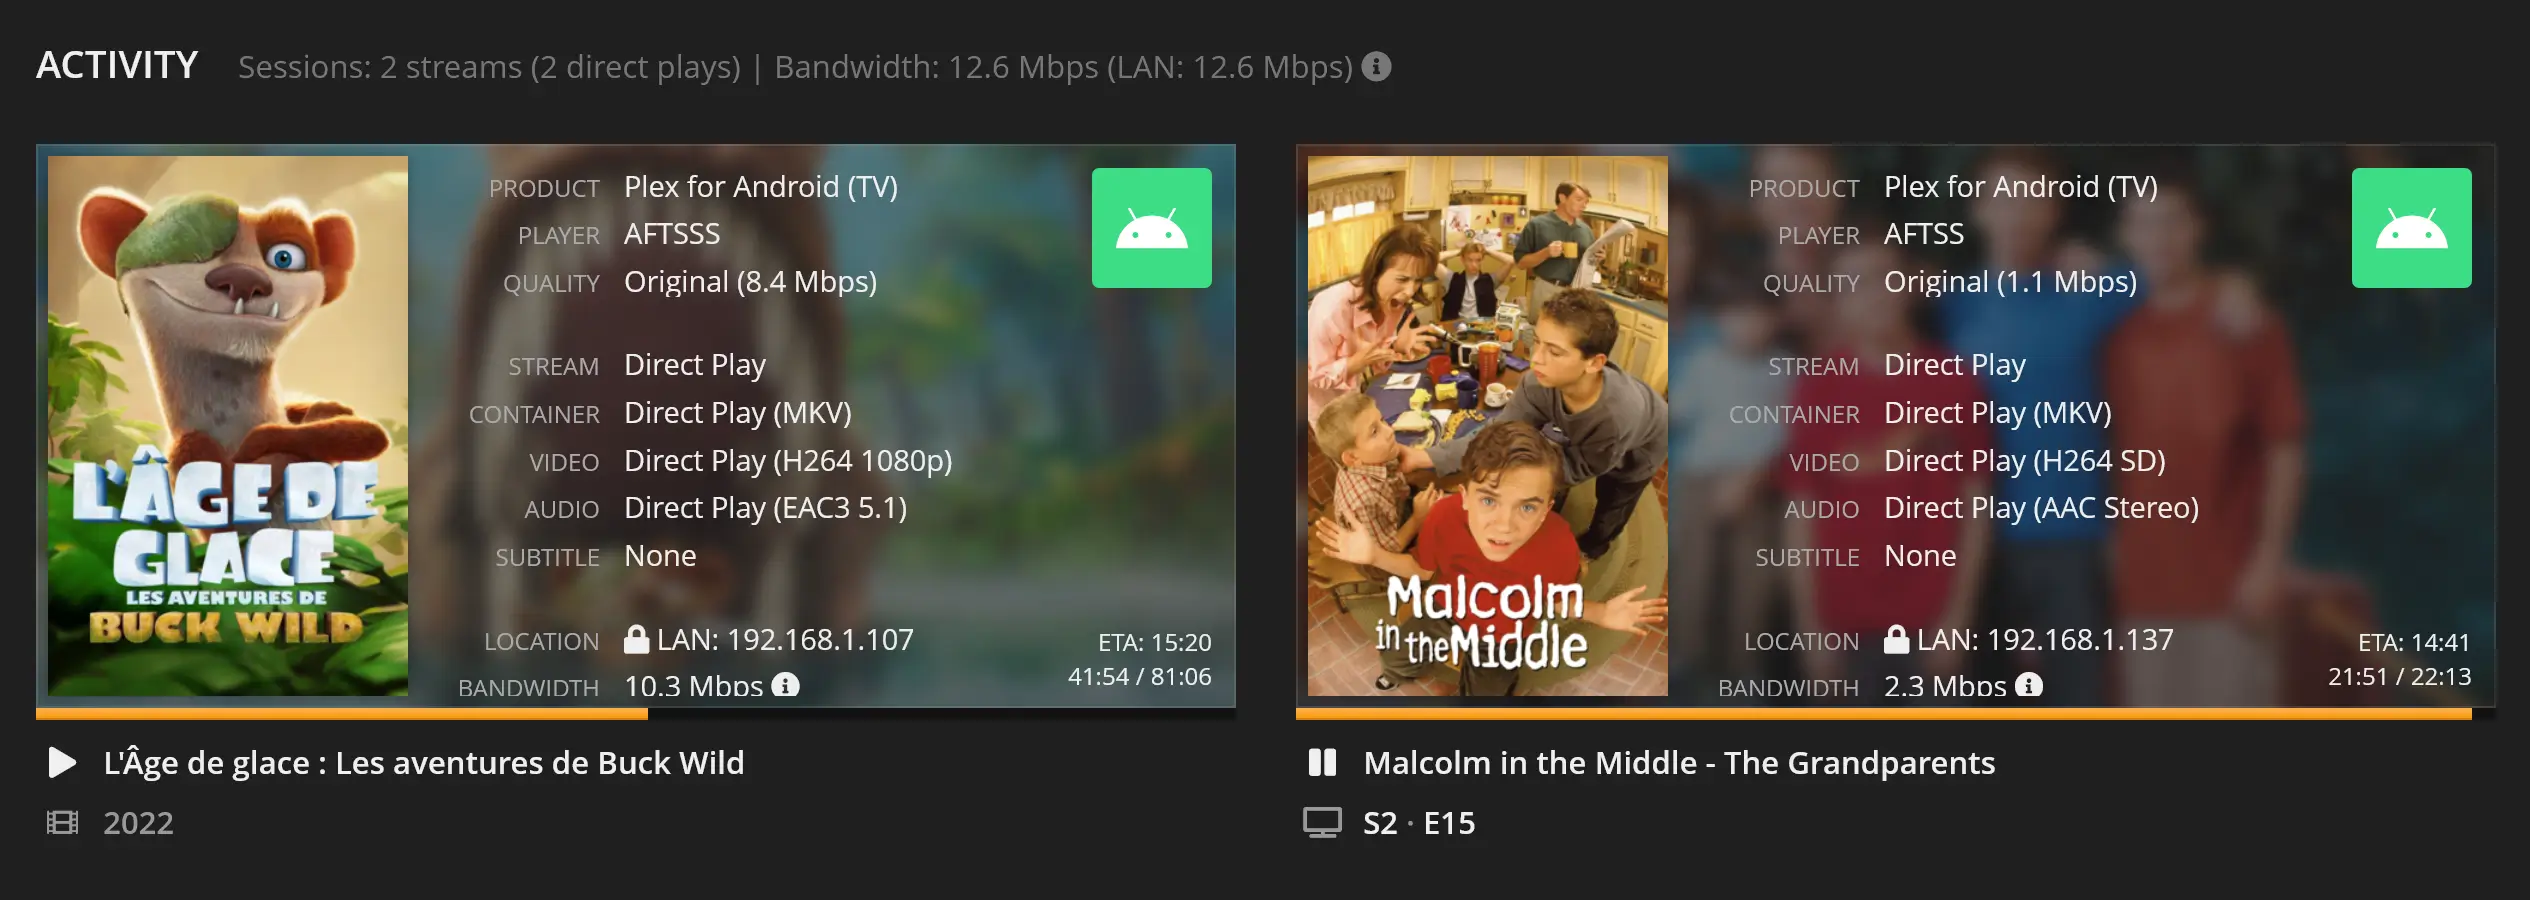 ACTIVITY Sessions: 2 streams (2 direct plays) | Bandwidth: 12.6 Mbps (LAN: 12.6 Mbps)
L'ÂGE DE
GLACE
LES AVENTURES DE
BUCK WILD
PRODUCT Plex for Android (TV)
PLAYER AFTSSS
QUALITY Original (8.4 Mbps)
STREAM Direct Play
CONTAINER Direct Play (MKV)
VIDEO Direct Play (H264 1080p)
AUDIO Direct Play (EAC3 5.1)
SUBTITLE None
LOCATION LAN: 192.168.1.107
BANDWIDTH 10.3 Mbps
ETA: 15:20
41:54 / 81:06
L'Âge de glace : Les aventures de Buck Wild
2022
Malcolm
in the Middle
PRODUCT Plex for Android (TV)
PLAYER AFTSS
QUALITY Original (1.1 Mbps)
STREAM Direct Play
CONTAINER Direct Play (MKV)
VIDEO Direct Play (H264 SD)
AUDIO Direct Play (AAC Stereo)
SUBTITLE None
LOCATION LAN: 192.168.1.137
BANDWIDTH 2.3 Mbps
ETA: 14:41
21:51 / 22:13
Malcolm in the Middle - The Grandparents
S2 · E15